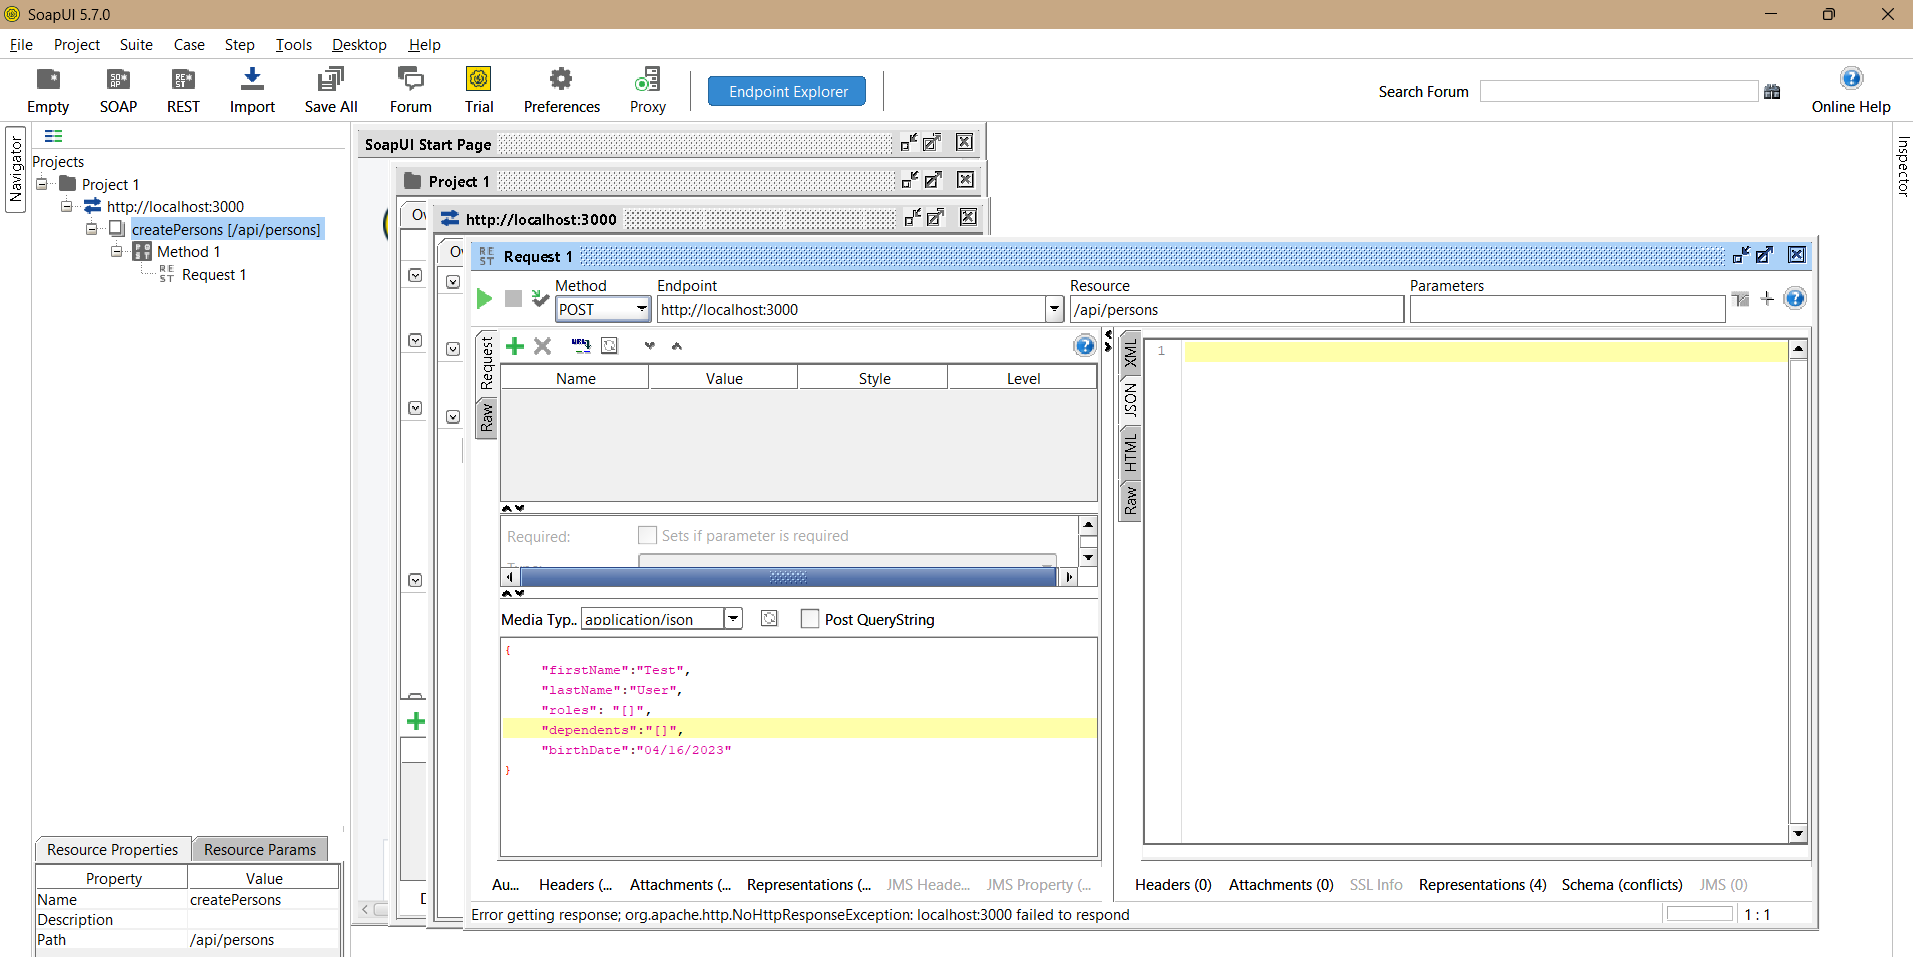 SoapUI 5.7.0
File Project Suite Case Step Tools Desktop Help
Empty SOAP REST Import Save All Forum Trial Preferences Proxy Endpoint Explorer Search Forum Online Help
Navigator
Inspector
Projects
Project 1
http://localhost:3000
createPersons [/api/persons]
Method 1
Request 1
SoapUI Start Page
Project 1
http://localhost:3000
Request 1
Method Endpoint Resource Parameters
POST http://localhost:3000 /api/persons
Request
Raw
Name Value Style Level
Required: Sets if parameter is required
Media Typ.. application/json Post QueryString
{
"firstName":"Test",
"lastName":"User",
"roles": "[]",
"dependents":"[]",
"birthDate":"04/16/2023"
}
XML
JSON
HTML
Raw
1
Au... Headers (... Attachments (... Representations (... JMS Heade... JMS Property (...
Headers (0) Attachments (0) SSL Info Representations (4) Schema (conflicts) JMS (0)
Error getting response; org.apache.http.NoHttpResponseException: localhost:3000 failed to respond
1 : 1
Resource Properties Resource Params
Property Value
Name createPersons
Description
Path /api/persons